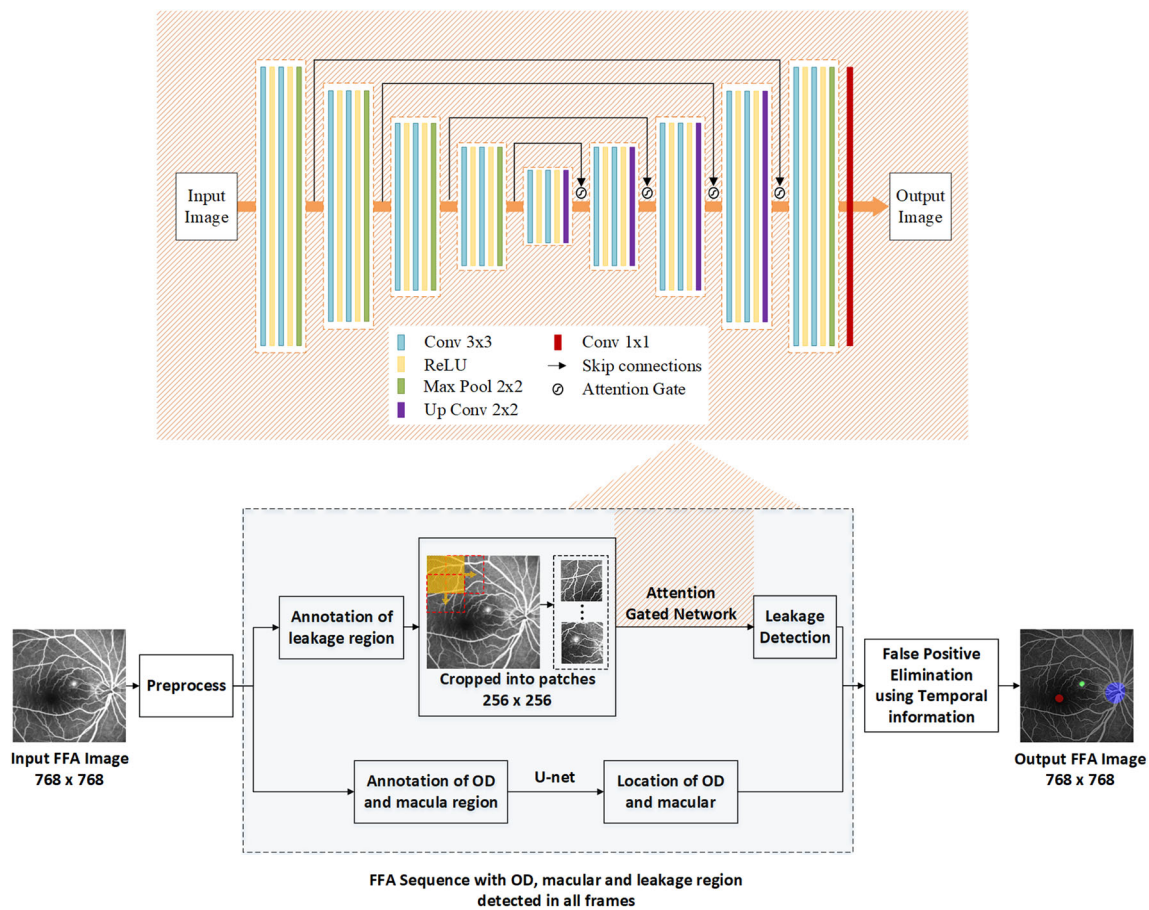 Input
Image
Output
Image
Conv 3x3
ReLU
Max Pool 2x2
Up Conv 2x2
Conv 1x1
Skip connections
Attention Gate
Input FFA Image
768 x 768
Preprocess
Annotation of
leakage region
Cropped into patches
256 x 256
Attention
Gated Network
Leakage
Detection
Annotation of OD
and macula region
U-net
Location of OD
and macular
False Positive
Elimination
using Temporal
information
Output FFA Image
768 x 768
FFA Sequence with OD, macular and leakage region
detected in all frames